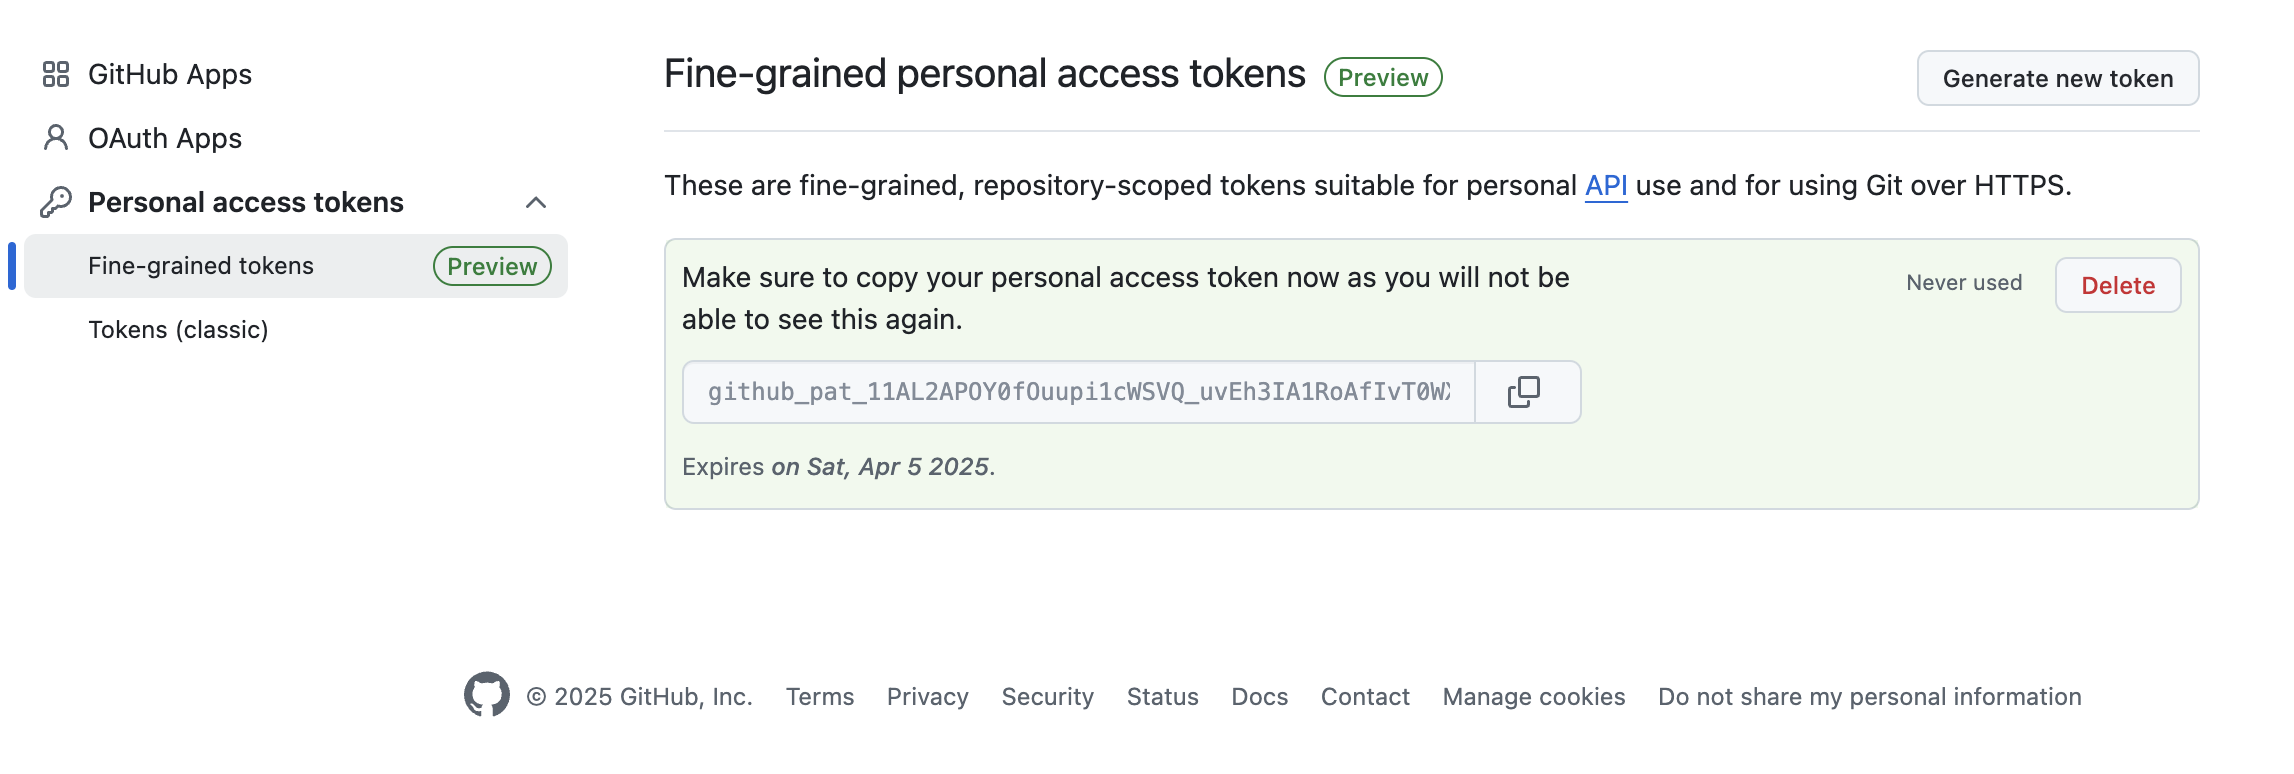 GitHub Apps
OAuth Apps
Personal access tokens
Fine-grained tokens Preview
Tokens (classic)
Fine-grained personal access tokens Preview
Generate new token
These are fine-grained, repository-scoped tokens suitable for personal API use and for using Git over HTTPS.
Make sure to copy your personal access token now as you will not be
able to see this again.
Never used
Delete
github_pat_11AL2APOY0fOuupi1cWSVQ_uvEh3IA1RoAfIvT0W
Expires on Sat, Apr 5 2025.
© 2025 GitHub, Inc. Terms Privacy Security Status Docs Contact Manage cookies Do not share my personal information